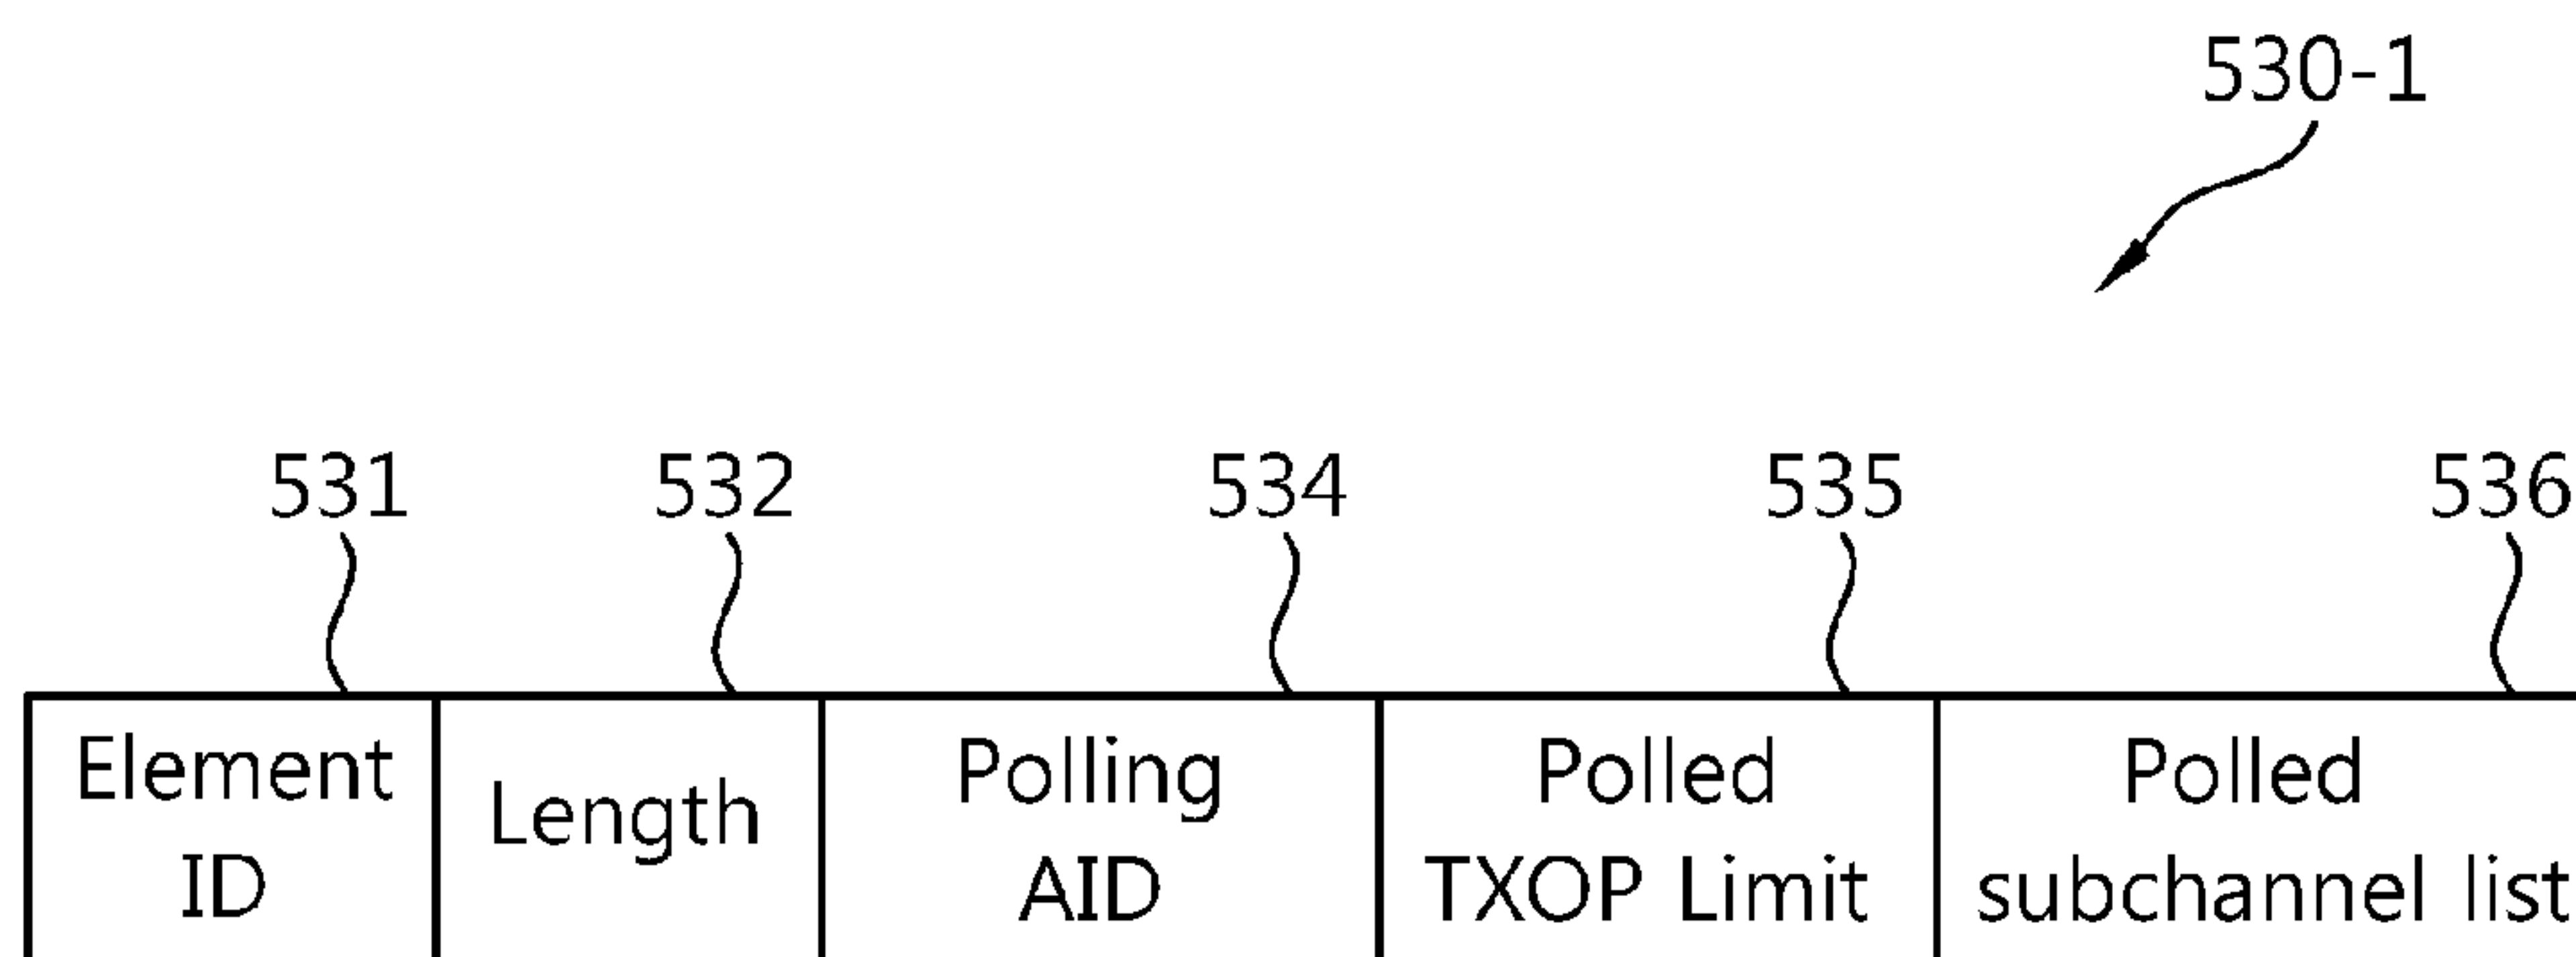 530-1
531 532 534 535 536
Element ID
Length
Polling AID
Polled TXOP Limit
Polled subchannel list